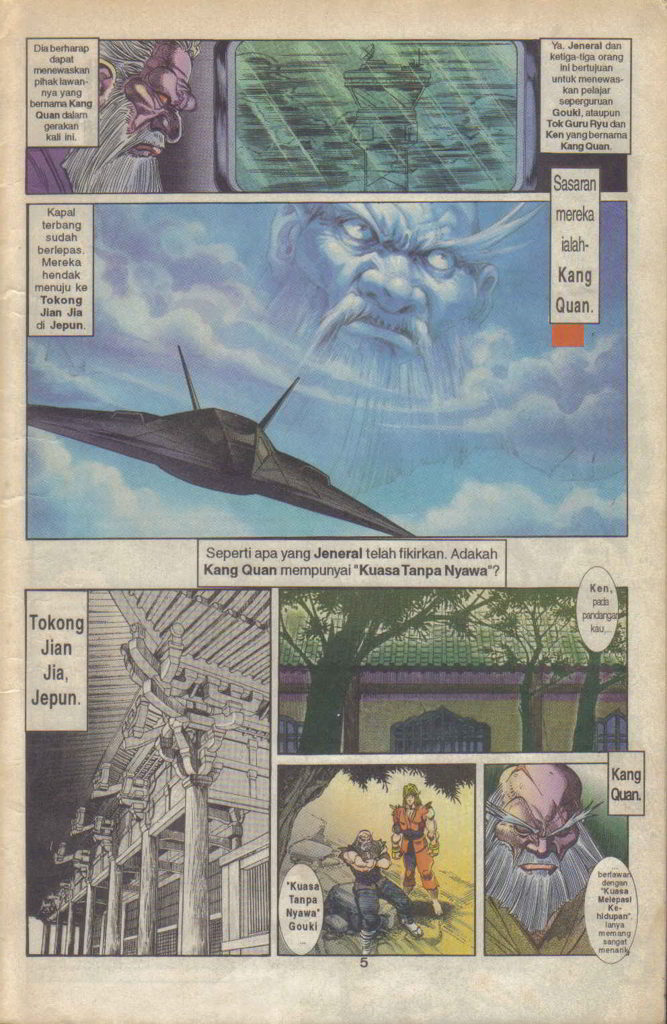 Dia berharap
dapat
menewaskan
pihak lawan-
nya yang
bernama Kang
Quan dalam
gerakan
kali ini.
Ya, Jeneral dan
ketiga-tiga orang
ini bertujuan
untuk menewas-
kan pelajar
seperguruan
Gouki, ataupun
Tok Guru Ryu dan
Ken yang bernama
Kang Quan.
Kapal
terbang
sudah
berlepas.
Mereka
hendak
menuju ke
Tokong
Jian Jia
di Jepun.
Sasaran
mereka
ialah-
Kang
Quan.
Seperti apa yang Jeneral telah fikirkan. Adakah
Kang Quan mempunyai "Kuasa Tanpa Nyawa"?
Tokong
Jian
Jia,
Jepun.
Ken,
pada
pandangan
kau,...
"Kuasa
Tanpa
Nyawa"
Gouki
...
Kang
Quan.
...
berlawan
dengan
"Kuasa
Melepasi
Ke-
hidupan",
ianya
memang
sangat
menarik.
5